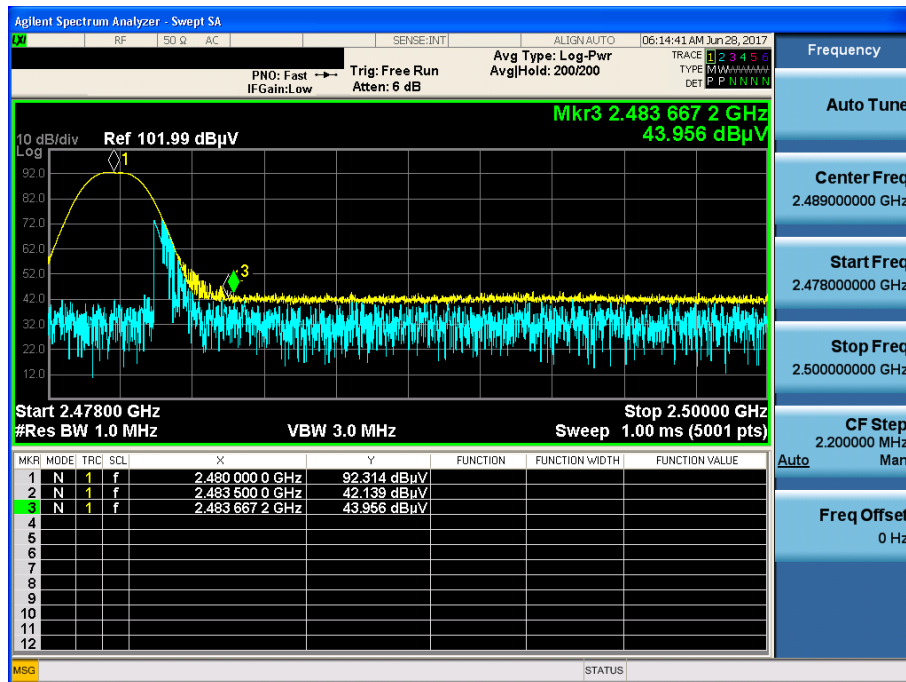 Agilent Spectrum Analyzer - Swept SA
LXI RF 50 Ω AC SENSE:INT ALIGN AUTO 06:14:41 AM Jun 28, 2017
Avg Type: Log-Pwr TRACE 1 2 3 4 5 6
PNO: Fast Trig: Free Run Avg|Hold: 200/200 TYPE MWWWWW
IFGain:Low Atten: 6 dB DET P P N N N N
Mkr3 2.483 667 2 GHz
43.956 dBµV
10 dB/div Ref 101.99 dBµV
Log
1
92.0
82.0
72.0
62.0
52.0
3
42.0
32.0
22.0
12.0
Start 2.47800 GHz Stop 2.50000 GHz
#Res BW 1.0 MHz VBW 3.0 MHz Sweep 1.00 ms (5001 pts)
MKR MODE TRC SCL X Y FUNCTION FUNCTION WIDTH FUNCTION VALUE
1 N 1 f 2.480 000 0 GHz 92.314 dBµV
2 N 1 f 2.483 500 0 GHz 42.139 dBµV
3 N 1 f 2.483 667 2 GHz 43.956 dBµV
4
5
6
7
8
9
10
11
12
MSG STATUS
Frequency
Auto Tune
Center Freq
2.489000000 GHz
Start Freq
2.478000000 GHz
Stop Freq
2.500000000 GHz
CF Step
2.200000 MHz
Auto Man
Freq Offset
0 Hz